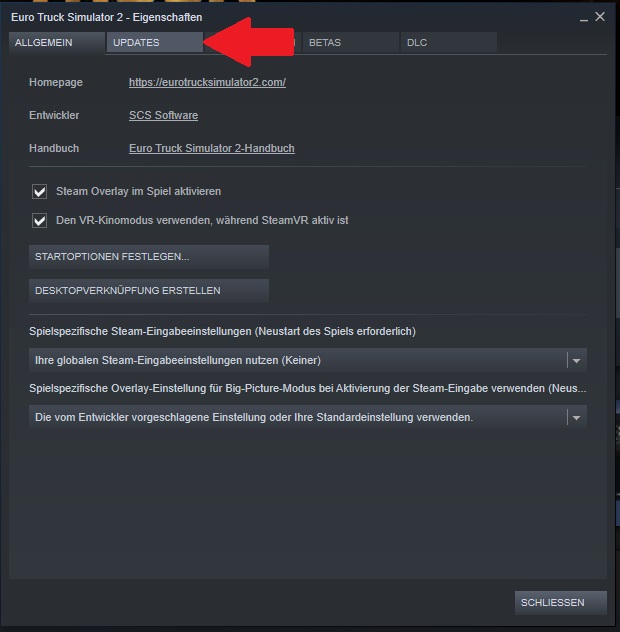 Euro Truck Simulator 2 - Eigenschaften
ALLGEMEIN
UPDATES
BETAS
DLC
Homepage
https://eurotrucksimulator2.com/
Entwickler
SCS Software
Handbuch
Euro Truck Simulator 2-Handbuch
Steam Overlay im Spiel aktivieren
Den VR-Kinomodus verwenden, während SteamVR aktiv ist
STARTOPTIONEN FESTLEGEN...
DESKTOPVERKNÜPFUNG ERSTELLEN
Spielspezifische Steam-Eingabeeinstellungen (Neustart des Spiels erforderlich)
Ihre globalen Steam-Eingabeeinstellungen nutzen (Keiner)
Spielspezifische Overlay-Einstellung für Big-Picture-Modus bei Aktivierung der Steam-Eingabe verwenden (Neus...
Die vom Entwickler vorgeschlagene Einstellung oder Ihre Standardeinstellung verwenden.
SCHLIESSEN